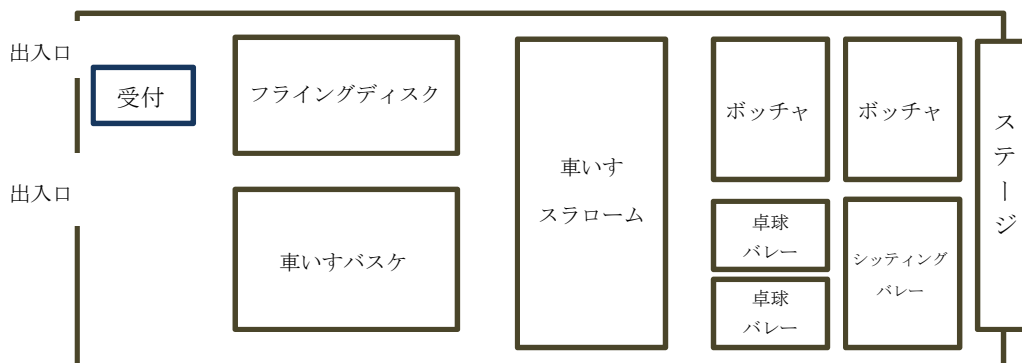 出入口
受付
フライングディスク
出入口
車いすバスケ
車いす
スラローム
ボッチャ
ボッチャ
卓球
バレー
卓球
バレー
シッティング
バレー
ステージ